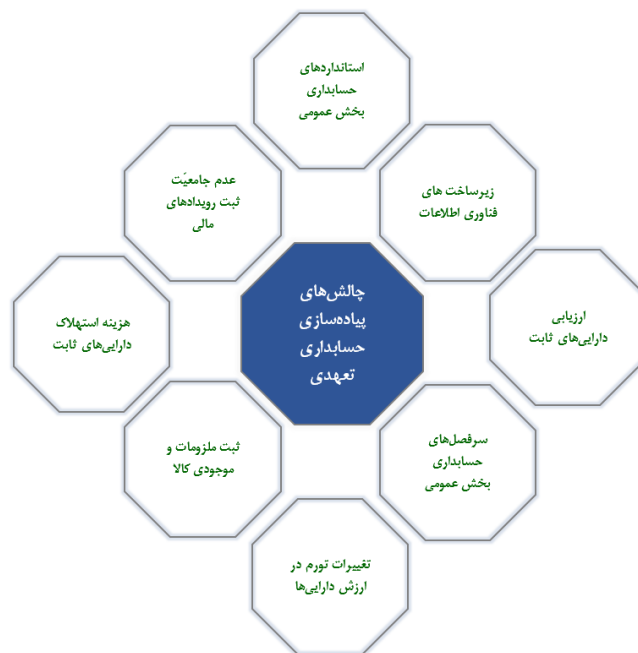 استانداردهای
حسابداری
بخش عمومی
عدم جامعیّت
ثبت رویدادهای
مالی
زیرساخت های
فناوری اطلاعات
چالش‌های
پیاده‌سازی
حسابداری
تعهدی
هزینه استهلاک
دارایی‌های ثابت
ارزیابی
دارایی‌های ثابت
ثبت ملزومات و
موجودی کالا
سرفصل‌های
حسابداری
بخش عمومی
تغییرات تورم در
ارزش دارایی‌ها